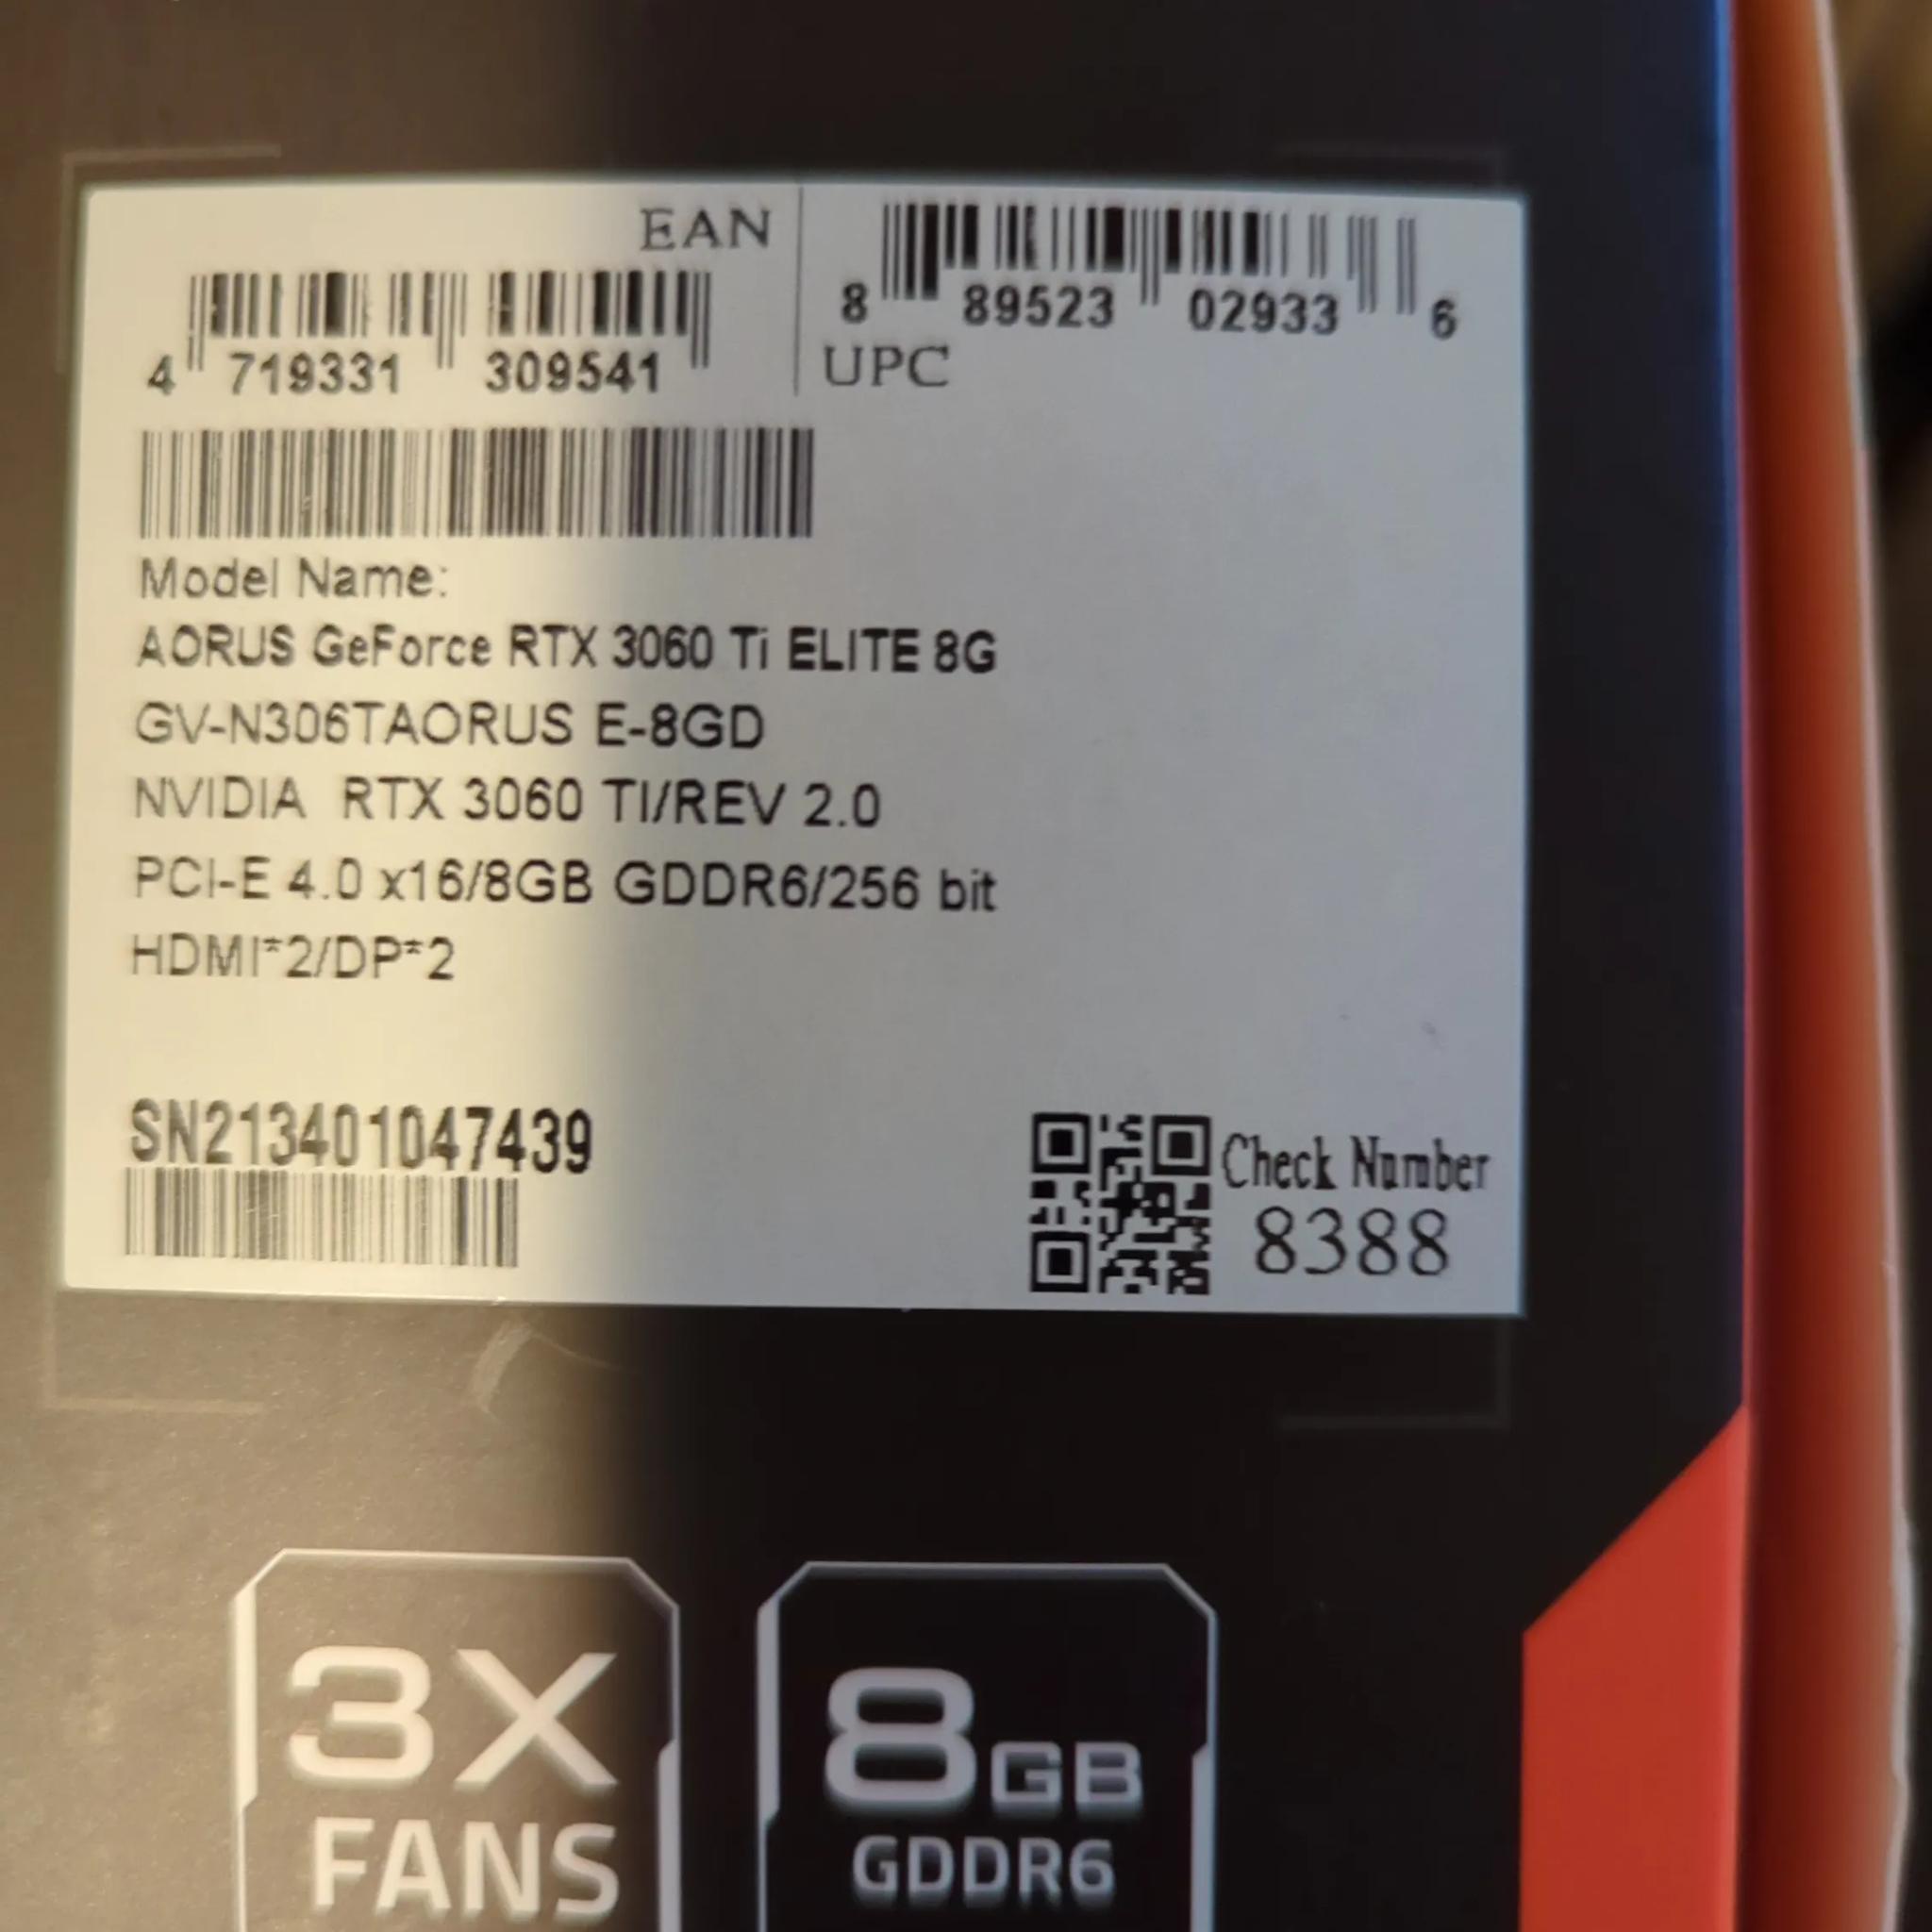 EAN
4 719331 309541
8 89523 02933 6
UPC
Model Name:
AORUS GeForce RTX 3060 Ti ELITE 8G
GV-N306TAORUS E-8GD
NVIDIA RTX 3060 TI/REV 2.0
PCI-E 4.0 x16/8GB GDDR6/256 bit
HDMI*2/DP*2
SN213401047439
Check Number
8388
3X
FANS
8GB
GDDR6